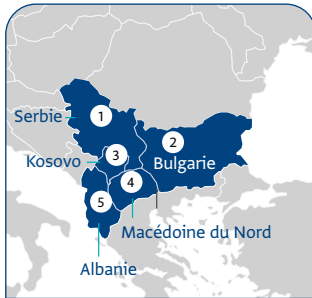 1
Serbie
2
3
Kosovo
Bulgarie
4
5
Macédoine du Nord
Albanie